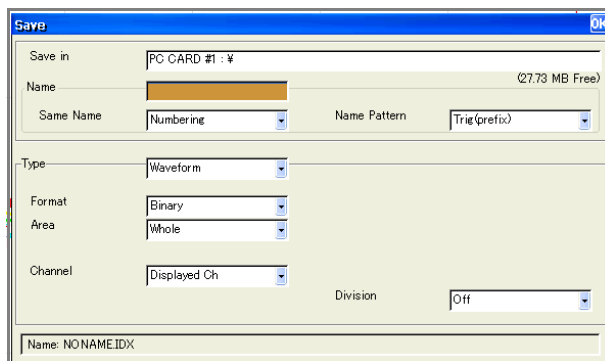 Save OK
Save in PC CARD #1 : ¥
(27.73 MB Free)
Name
Same Name Numbering Name Pattern Trig(prefix)
Type Waveform
Format Binary
Area Whole
Channel Displayed Ch
Division Off
Name: NONAME.IDX